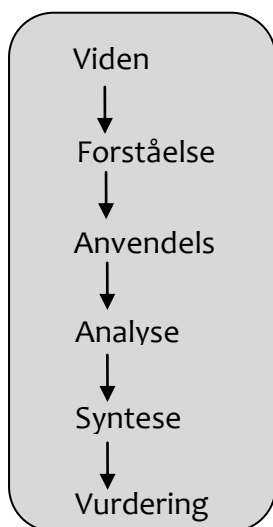 Viden
Forståelse
Anvendels
Analyse
Syntese
Vurdering